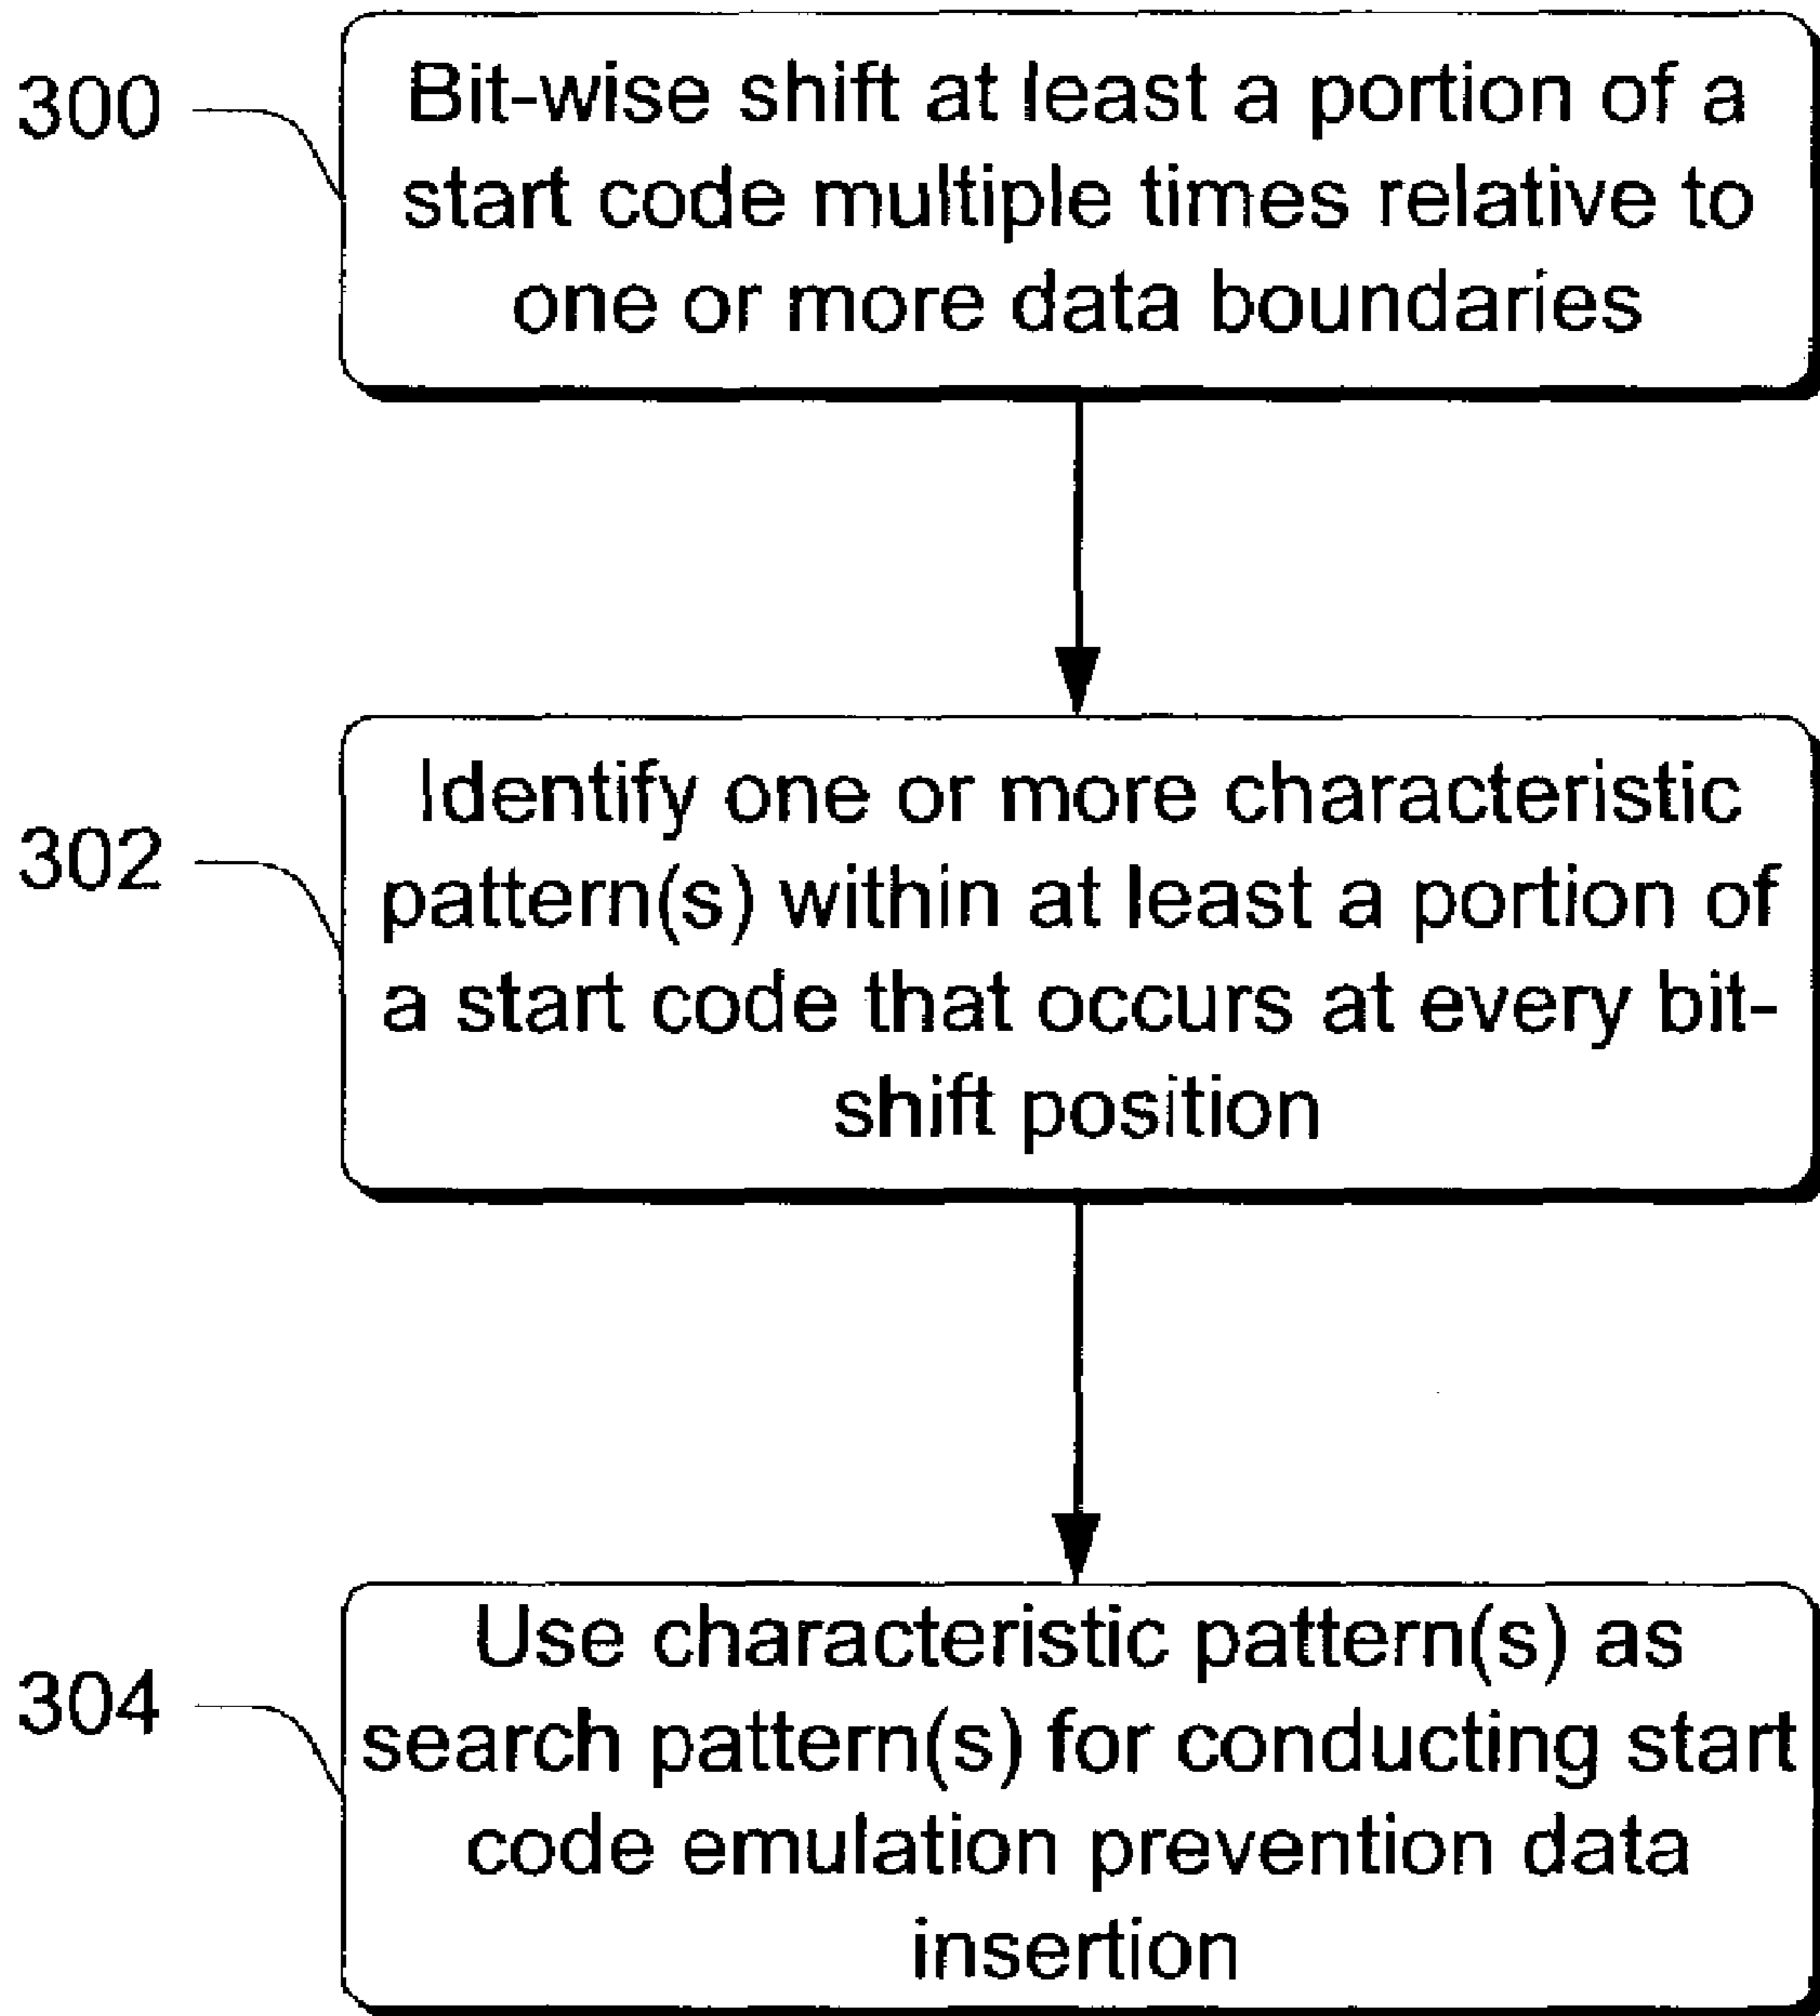 300
Bit-wise shift at least a portion of a
start code multiple times relative to
one or more data boundaries
302
Identify one or more characteristic
pattern(s) within at least a portion of
a start code that occurs at every bit-
shift position
304
Use characteristic pattern(s) as
search pattern(s) for conducting start
code emulation prevention data
insertion